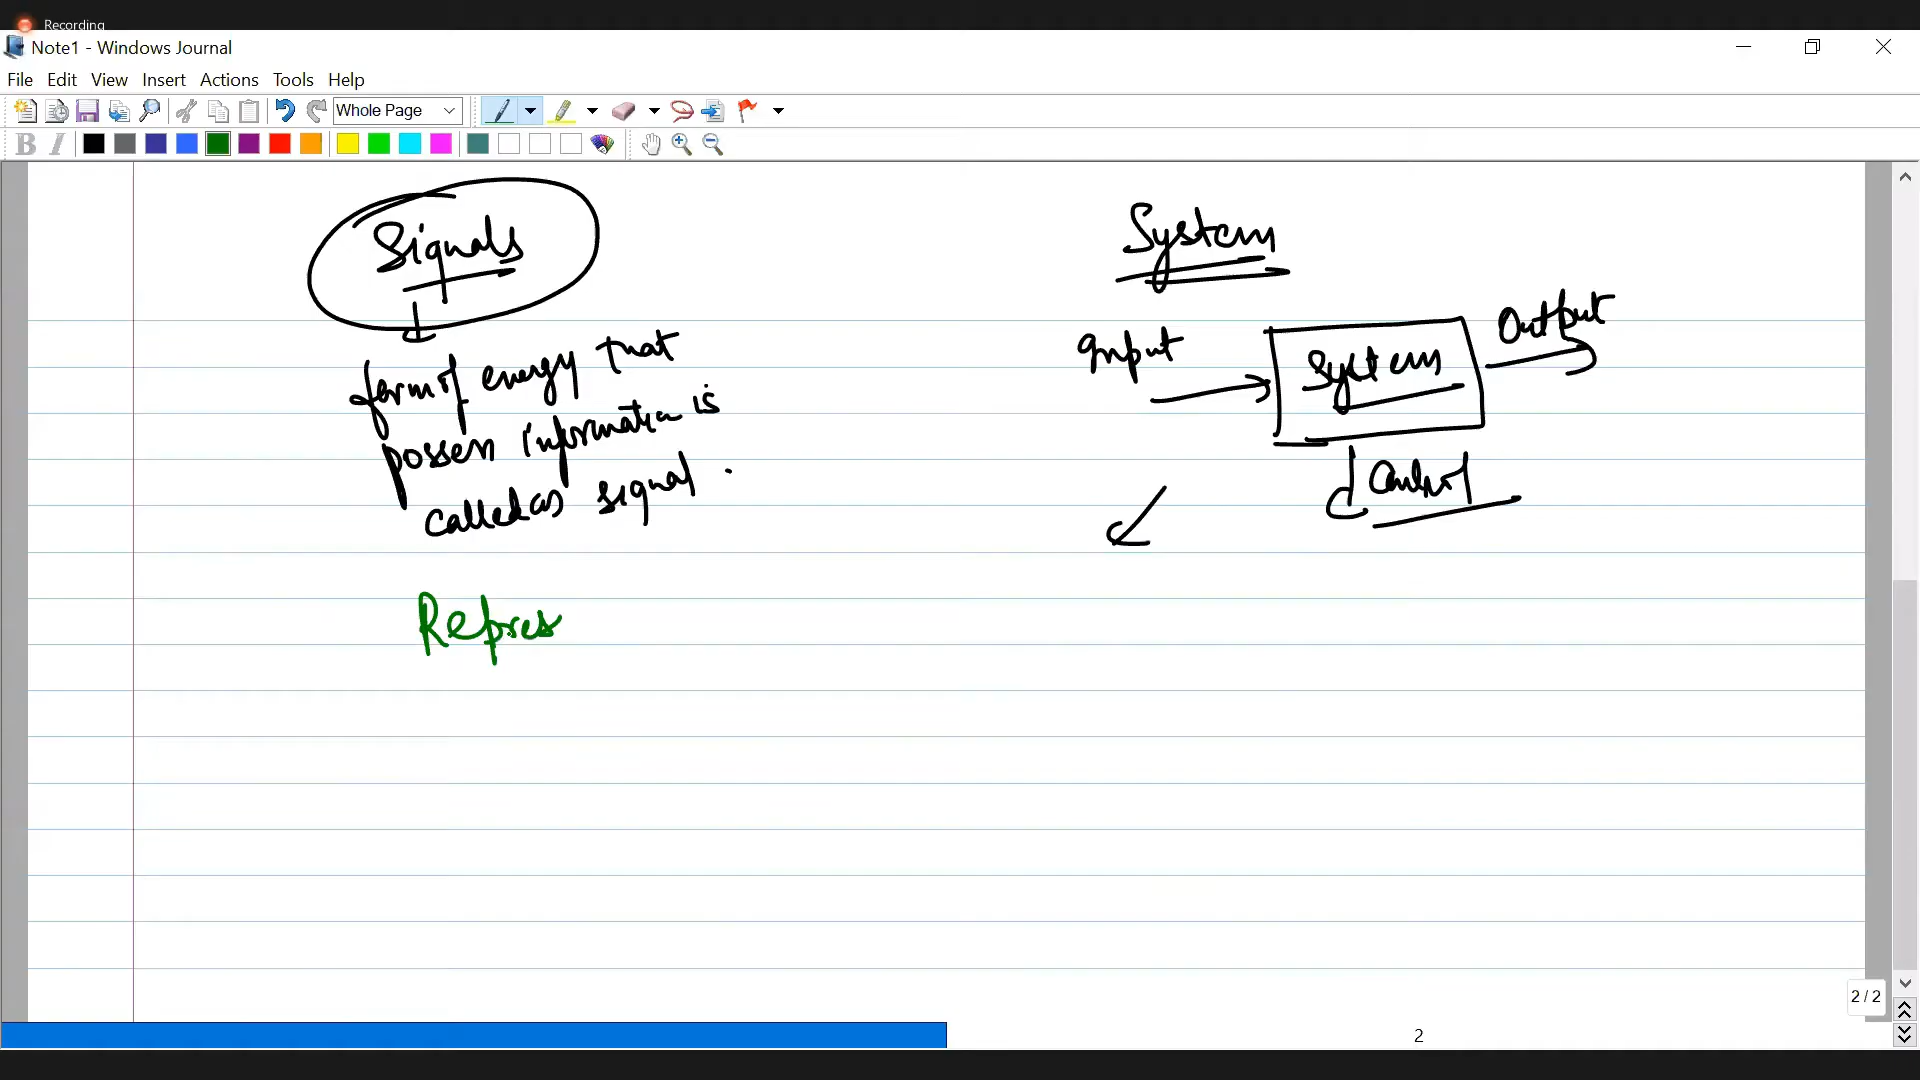 Recording
Note1 - Windows Journal
File Edit View Insert Actions Tools Help
Whole Page
B I
Signals
form of energy that
possess information is
called as signal .
Repres
System
Input
System
Output
Control
2 / 2
2